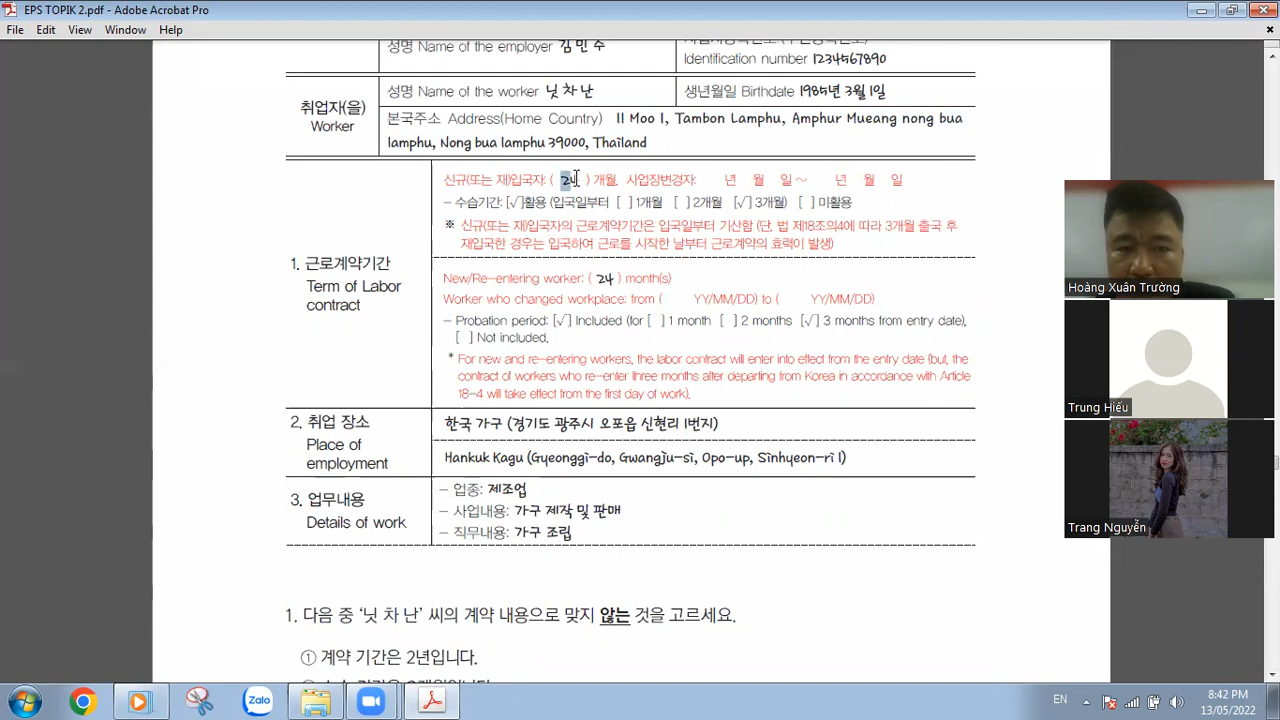 EPS TOPIK 2.pdf - Adobe Acrobat Pro
File Edit View Window Help
성명 Name of the employer 김민수
Identification number 1234567890
취업자(을)
Worker
성명 Name of the worker 닛차난
생년월일 Birthdate 1985년 3월 1일
본국주소 Address(Home Country) 11 Moo 1, Tambon Lamphu, Amphur Mueang nong bua
lamphu, Nong bua lamphu 39000, Thailand
1. 근로계약기간
Term of Labor
contract
신규(또는 재)입국자: ( 24 ) 개월, 사업장변경자: 년 월 일 ~ 년 월 일
- 수습기간: [√]활용 (입국일부터 [ ] 1개월 [ ] 2개월 [√] 3개월) [ ] 미활용
※ 신규(또는 재)입국자의 근로계약기간은 입국일부터 기산함 (단, 법 제18조의4에 따라 3개월 출국 후
재입국한 경우는 입국하여 근로를 시작한 날부터 근로계약의 효력이 발생)
New/Re-entering worker: ( 24 ) month(s)
Worker who changed workplace: from ( YY/MM/DD) to ( YY/MM/DD)
- Probation period: [√] Included (for [ ] 1 month [ ] 2 months [√] 3 months from entry date),
[ ] Not included.
* For new and re-entering workers, the labor contract will enter into effect from the entry date (but, the
contract of workers who re-enter three months after departing from Korea in accordance with Article
18-4 will take effect from the first day of work).
2. 취업 장소
Place of
employment
한국 가구 (경기도 광주시 오포읍 신현리 1번지)
Hankuk Kagu (Gyeonggi-do, Gwangju-si, Opo-up, Sinhyeon-ri 1)
3. 업무내용
Details of work
- 업종: 제조업
- 사업내용: 가구 제작 및 판매
- 직무내용: 가구 조립
1. 다음 중 '닛 차 난' 씨의 계약 내용으로 맞지 않는 것을 고르세요.
① 계약 기간은 2년입니다.
Hoàng Xuân Trường
Trung Hiếu
Trang Nguyễn
Zalo
EN
8:42 PM
13/05/2022